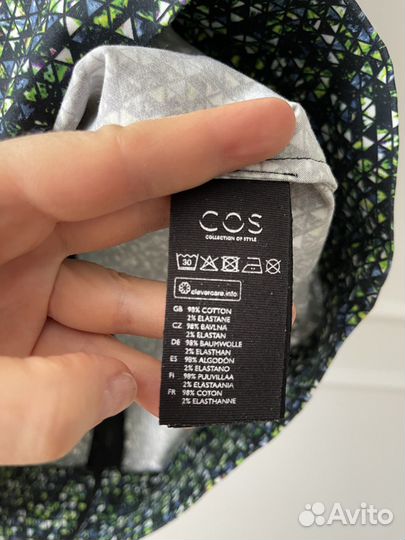 COS
COLLECTION OF STYLE
30
clevercare.info
GB 98% COTTON
2% ELASTANE
CZ 98% BAVLNA
2% ELASTAN
DE 98% BAUMWOLLE
2% ELASTHAN
ES 98% ALGODÓN
2% ELASTANO
FI 98% PUUVILLAA
2% ELASTAANIA
FR 98% COTON
2% ELASTHANNE
Avito